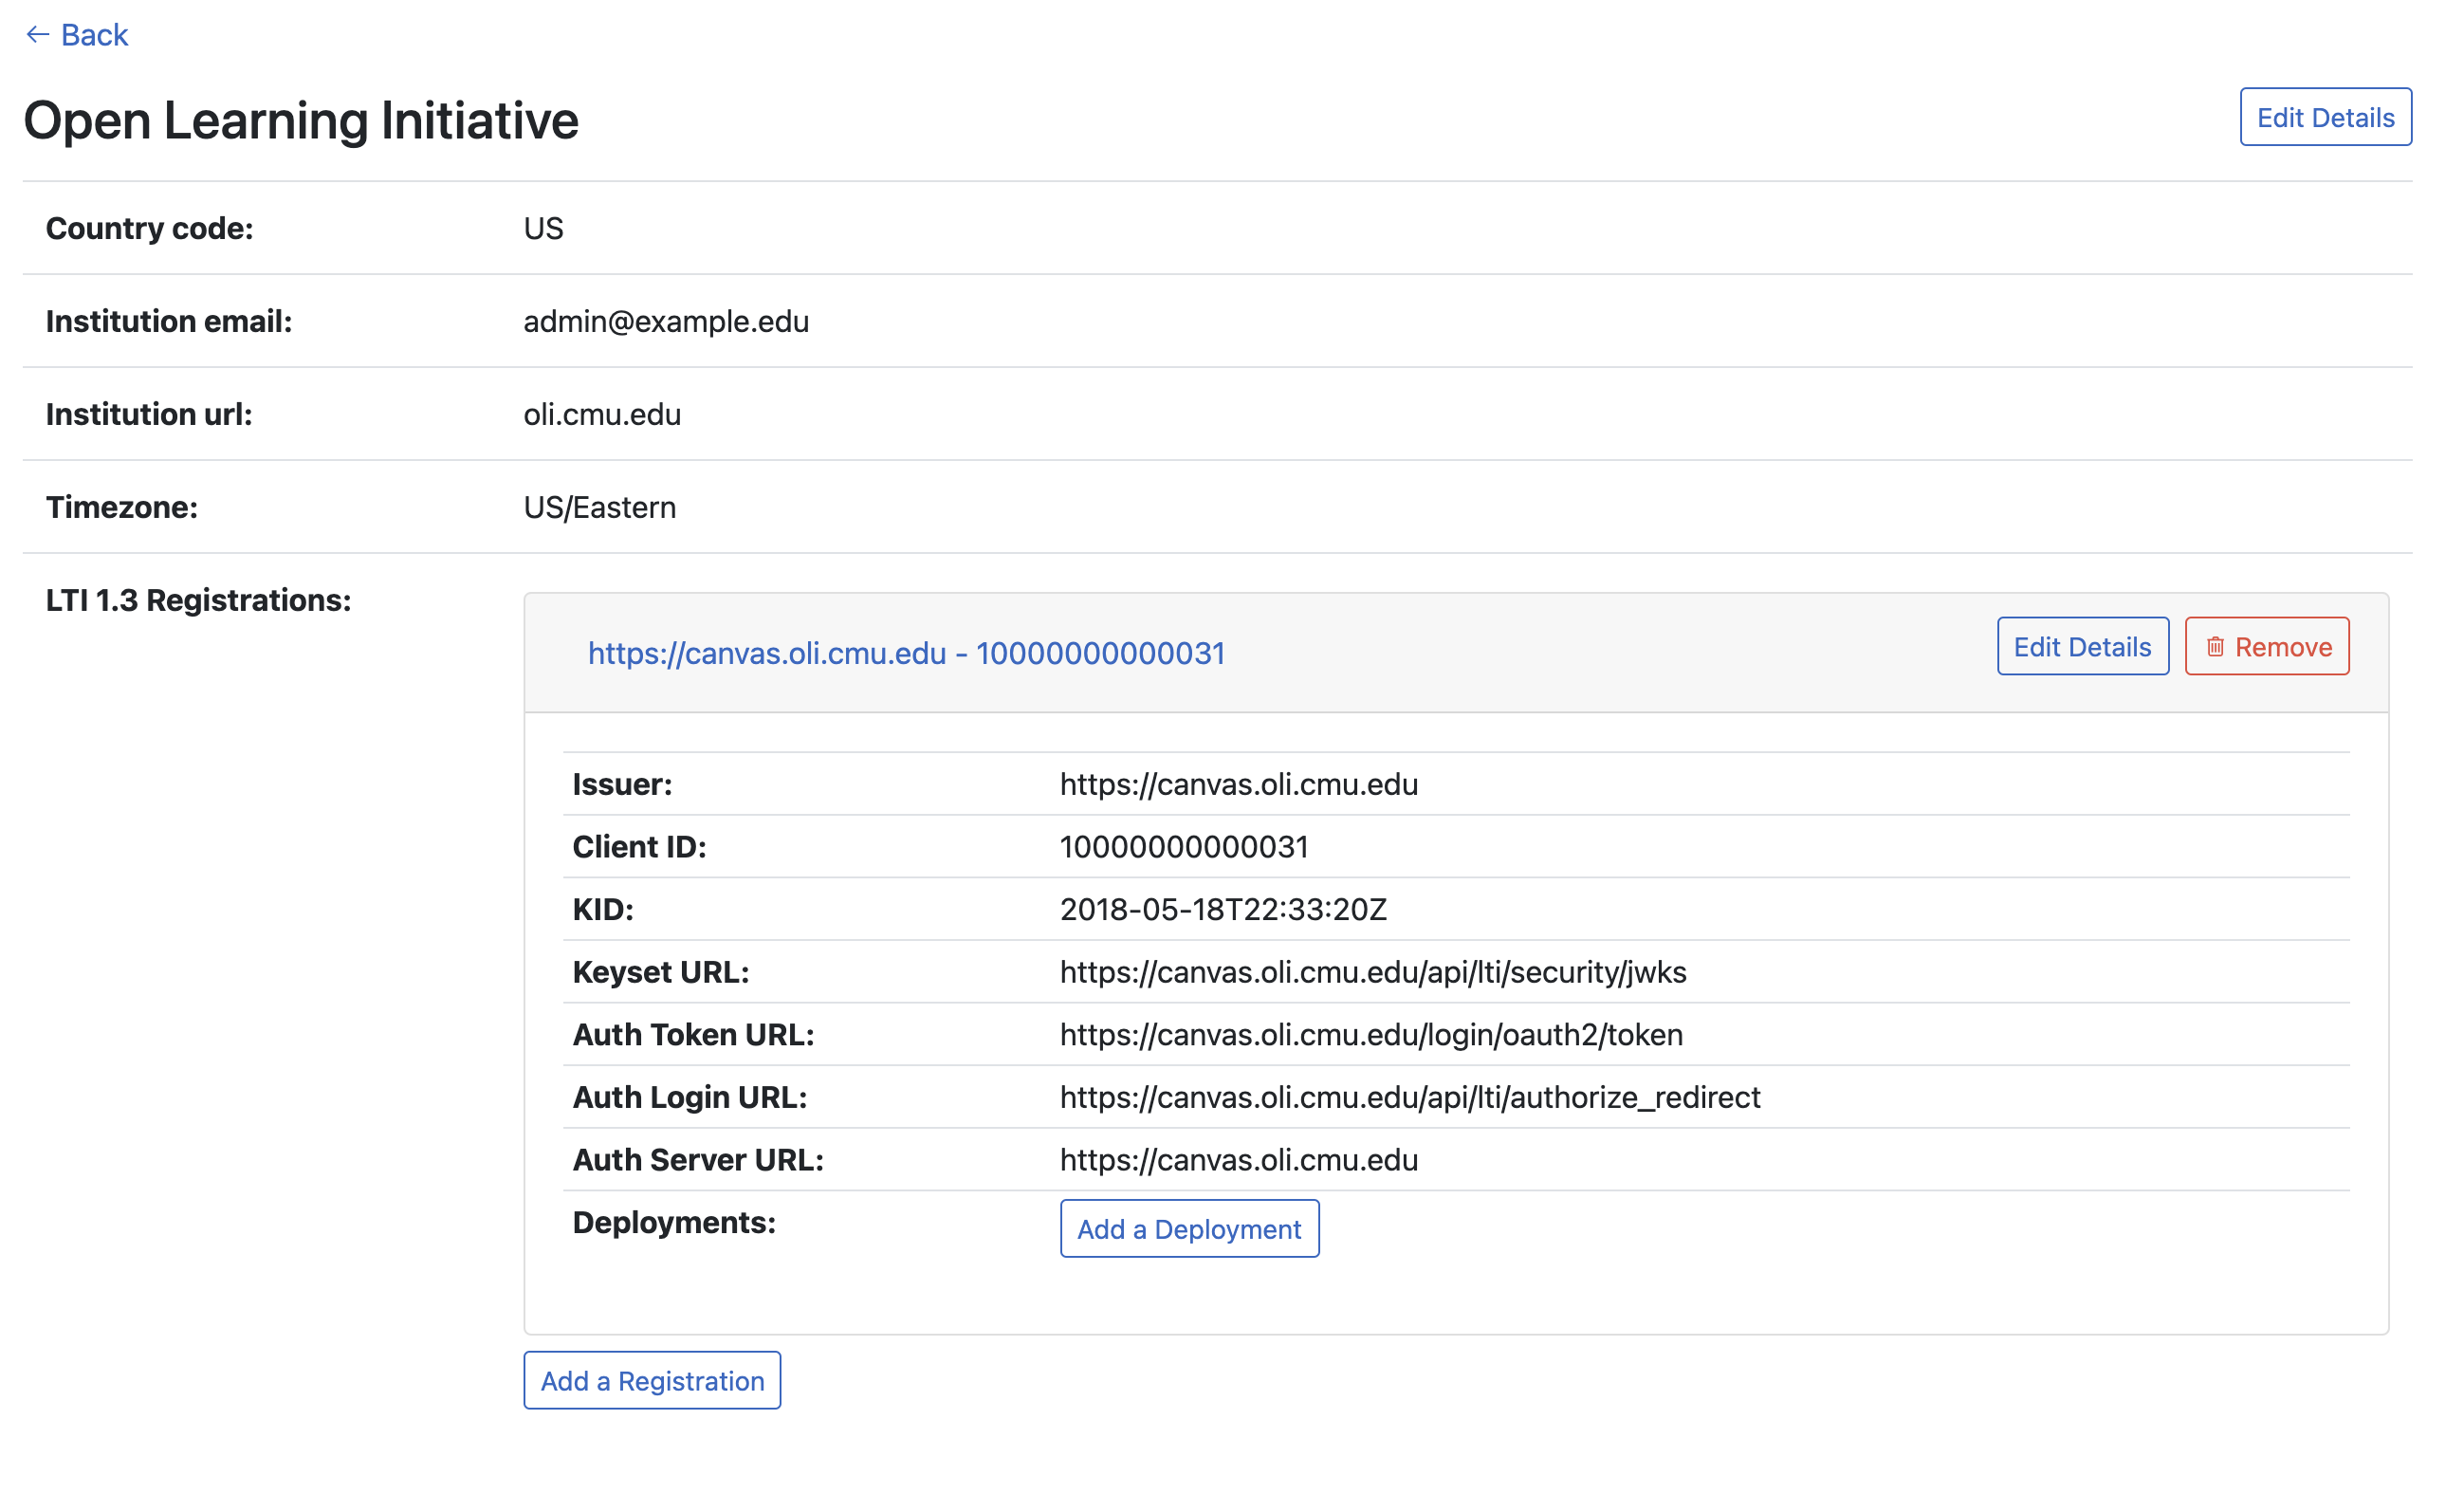 ← Back
Open Learning Initiative
Edit Details
Country code: US
Institution email: admin@example.edu
Institution url: oli.cmu.edu
Timezone: US/Eastern
LTI 1.3 Registrations:
https://canvas.oli.cmu.edu - 10000000000031
Edit Details
Remove
Issuer: https://canvas.oli.cmu.edu
Client ID: 10000000000031
KID: 2018-05-18T22:33:20Z
Keyset URL: https://canvas.oli.cmu.edu/api/lti/security/jwks
Auth Token URL: https://canvas.oli.cmu.edu/login/oauth2/token
Auth Login URL: https://canvas.oli.cmu.edu/api/lti/authorize_redirect
Auth Server URL: https://canvas.oli.cmu.edu
Deployments: Add a Deployment
Add a Registration